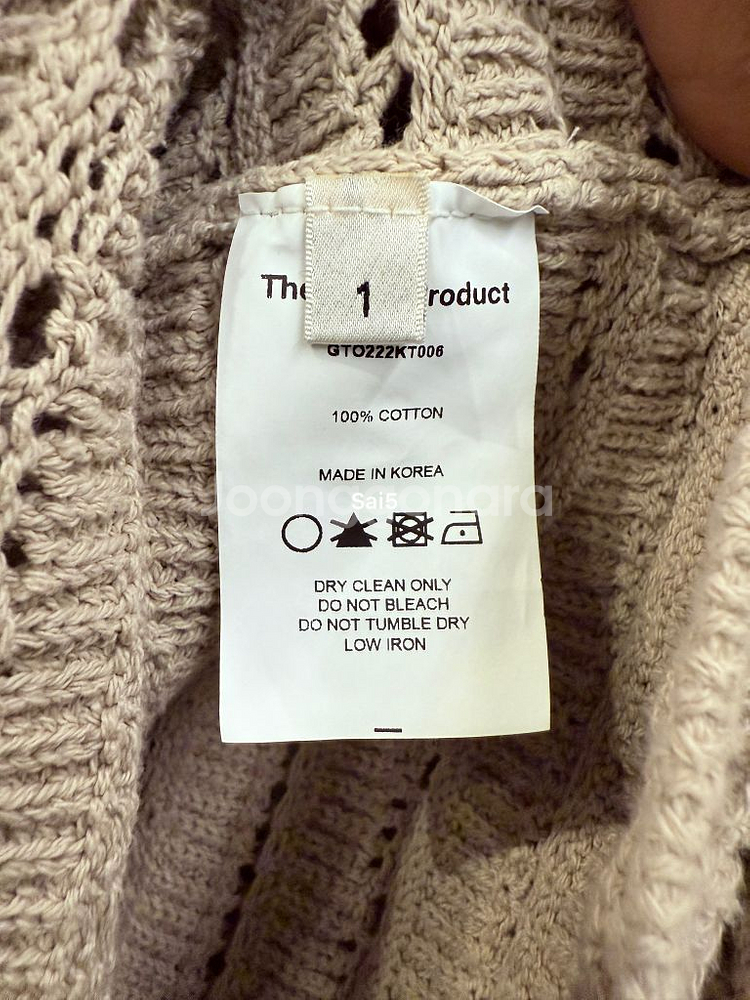 The
1
roduct
GTO222KT006
100% COTTON
MADE IN KOREA
Sai5
DRY CLEAN ONLY
DO NOT BLEACH
DO NOT TUMBLE DRY
LOW IRON